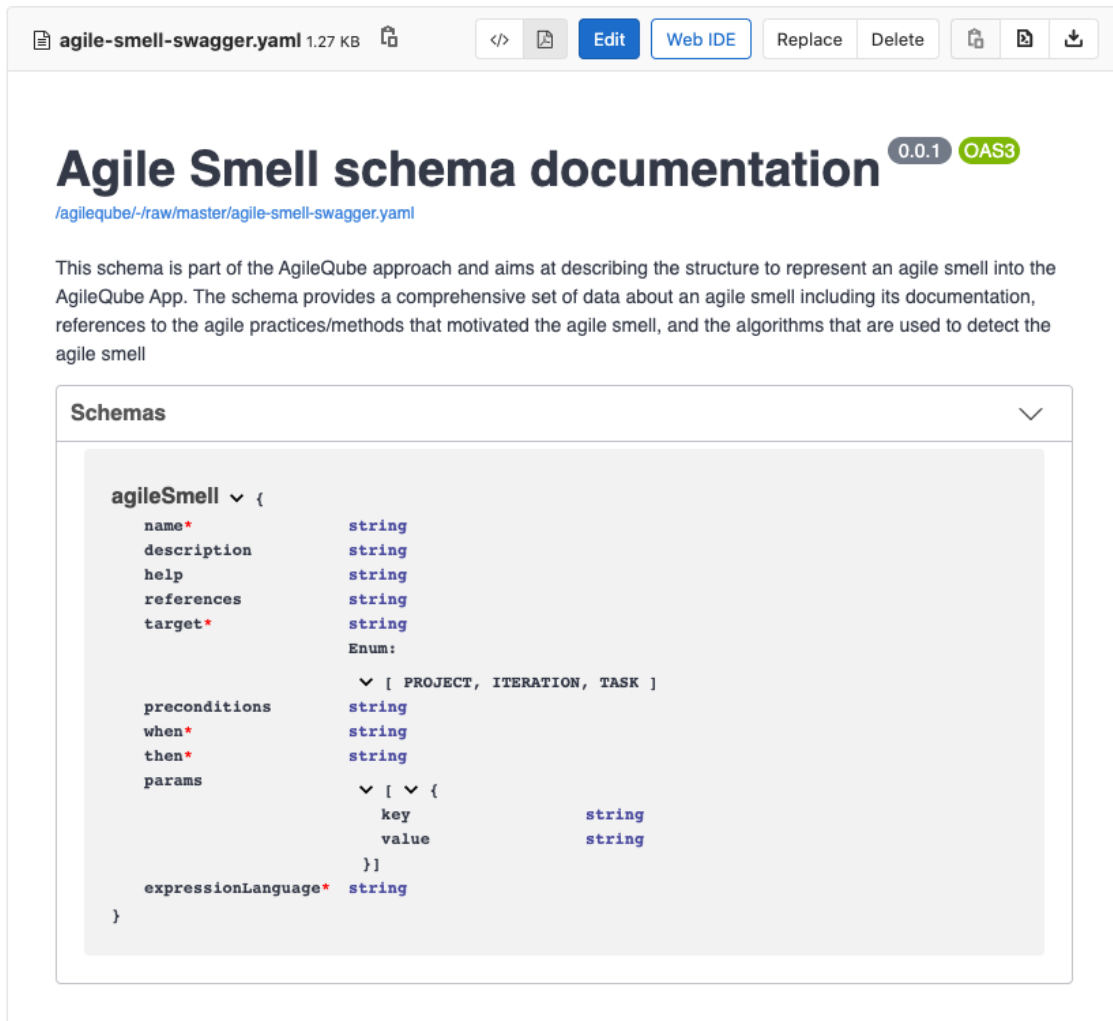 agile-smell-swagger.yaml 1.27 KB </> Edit Web IDE Replace Delete
Agile Smell schema documentation 0.0.1 OAS3
/agileqube/-/raw/master/agile-smell-swagger.yaml
This schema is part of the AgileQube approach and aims at describing the structure to represent an agile smell into the
AgileQube App. The schema provides a comprehensive set of data about an agile smell including its documentation,
references to the agile practices/methods that motivated the agile smell, and the algorithms that are used to detect the
agile smell
Schemas
agileSmell {
name* string
description string
help string
references string
target* string
Enum:
[ PROJECT, ITERATION, TASK ]
preconditions string
when* string
then* string
params
[ {
key string
value string
}]
expressionLanguage* string
}